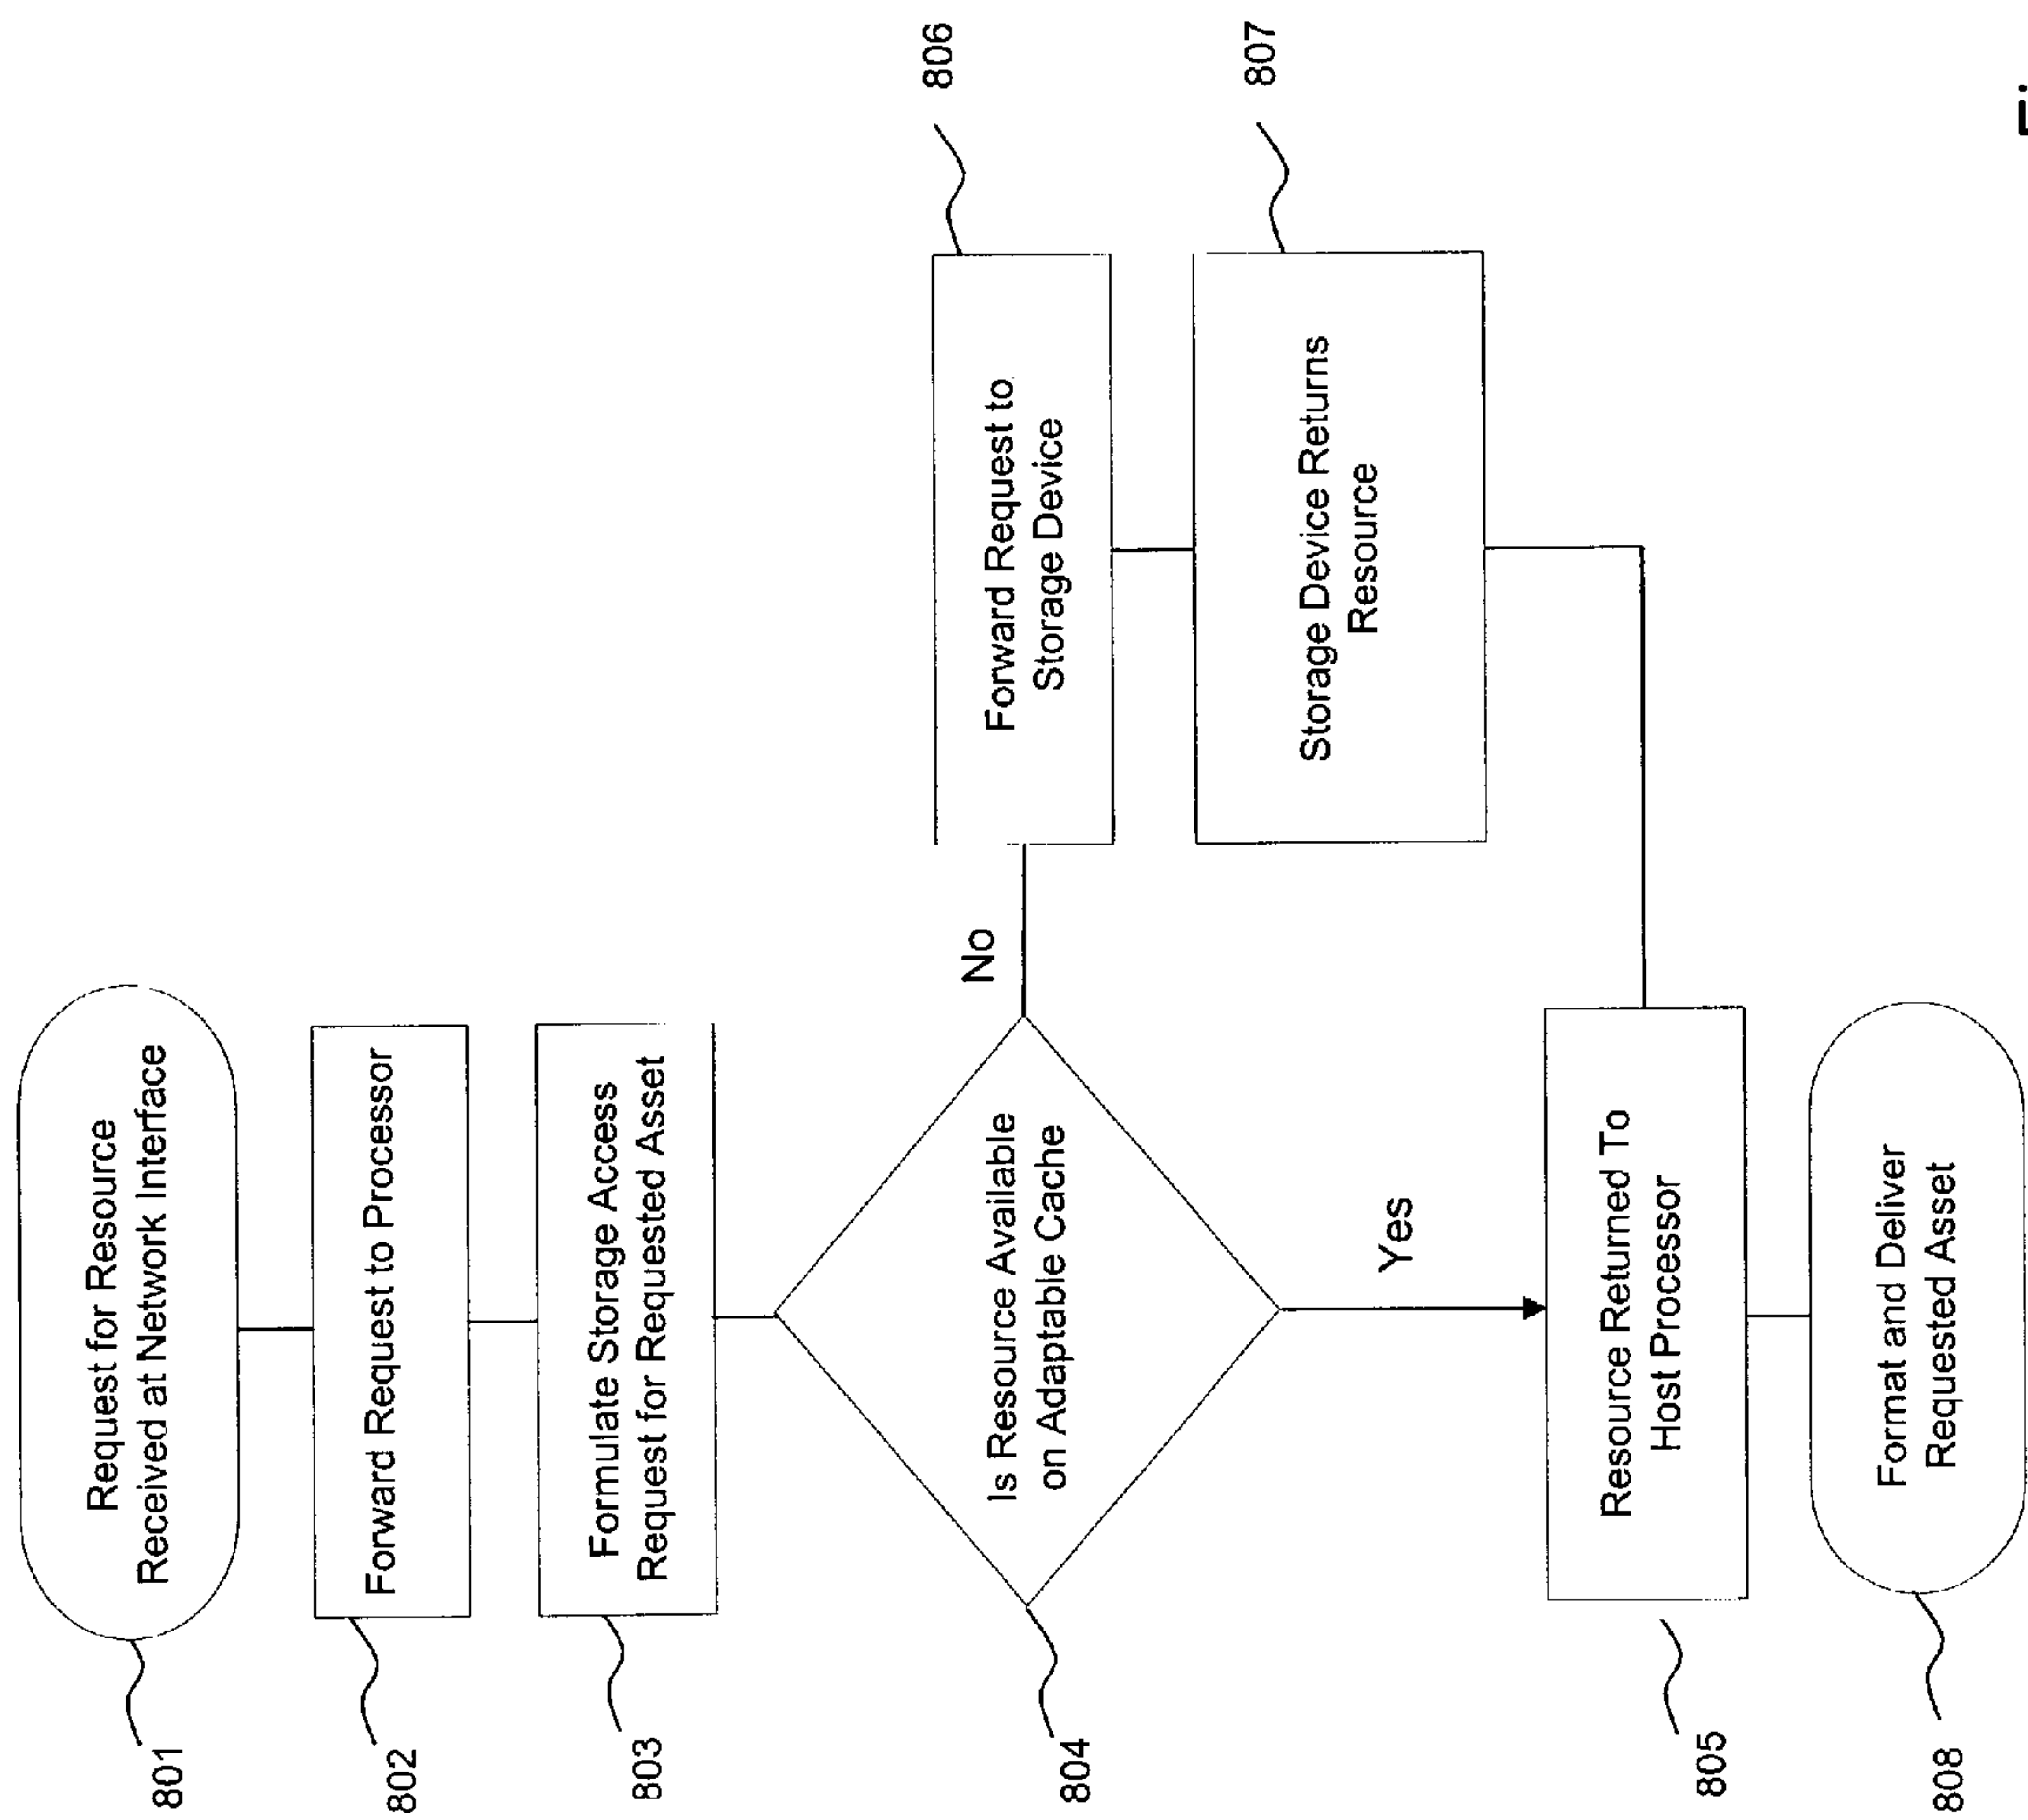 801
Request for Resource
Received at Network Interface
802
Forward Request to Processor
803
Formulate Storage Access
Request for Requested Asset
804
Is Resource Available
on Adaptable Cache
No
806
Forward Request to
Storage Device
807
Storage Device Returns
Resource
Yes
805
Resource Returned To
Host Processor
808
Format and Deliver
Requested Asset